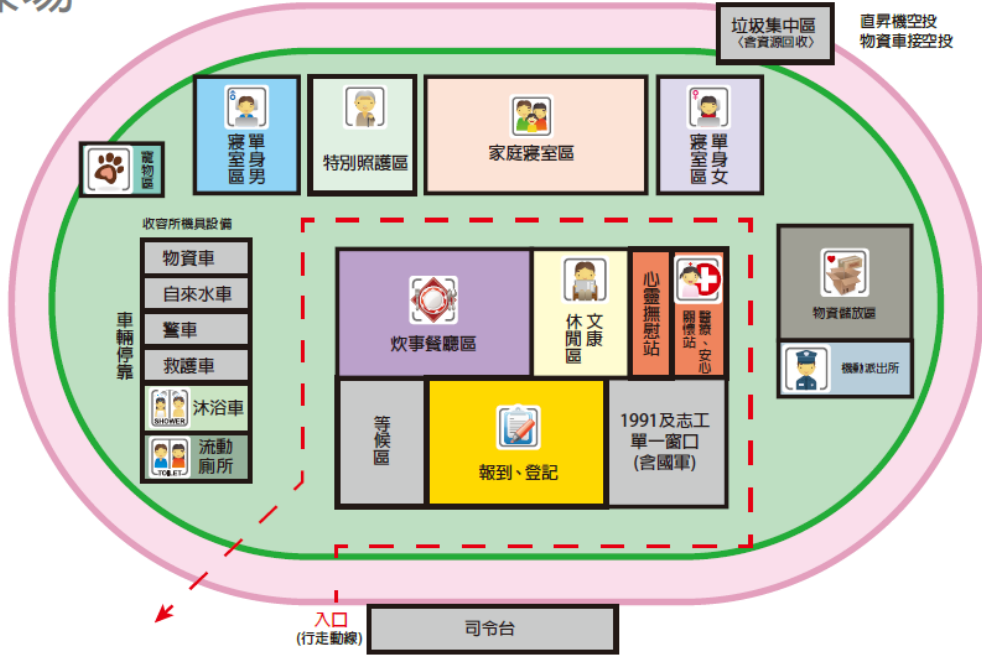 垃圾集中區
〈含資源回收〉
直昇機空投
物資車接空投
單身男
寢室區
特別照護區
家庭寢室區
單身女
寢室區
寵物區
收容所機具設備
物資車
自來水車
警車
救護車
沐浴車
SHOWER
流動
廁所
TOILET
車輛停靠
炊事餐廳區
文康
休閒區
心靈撫慰站
醫療、安心
關懷站
物資儲放區
機動派出所
等候區
報到、登記
1991及志工
單一窗口
(含國軍)
入口
(行走動線)
司令台